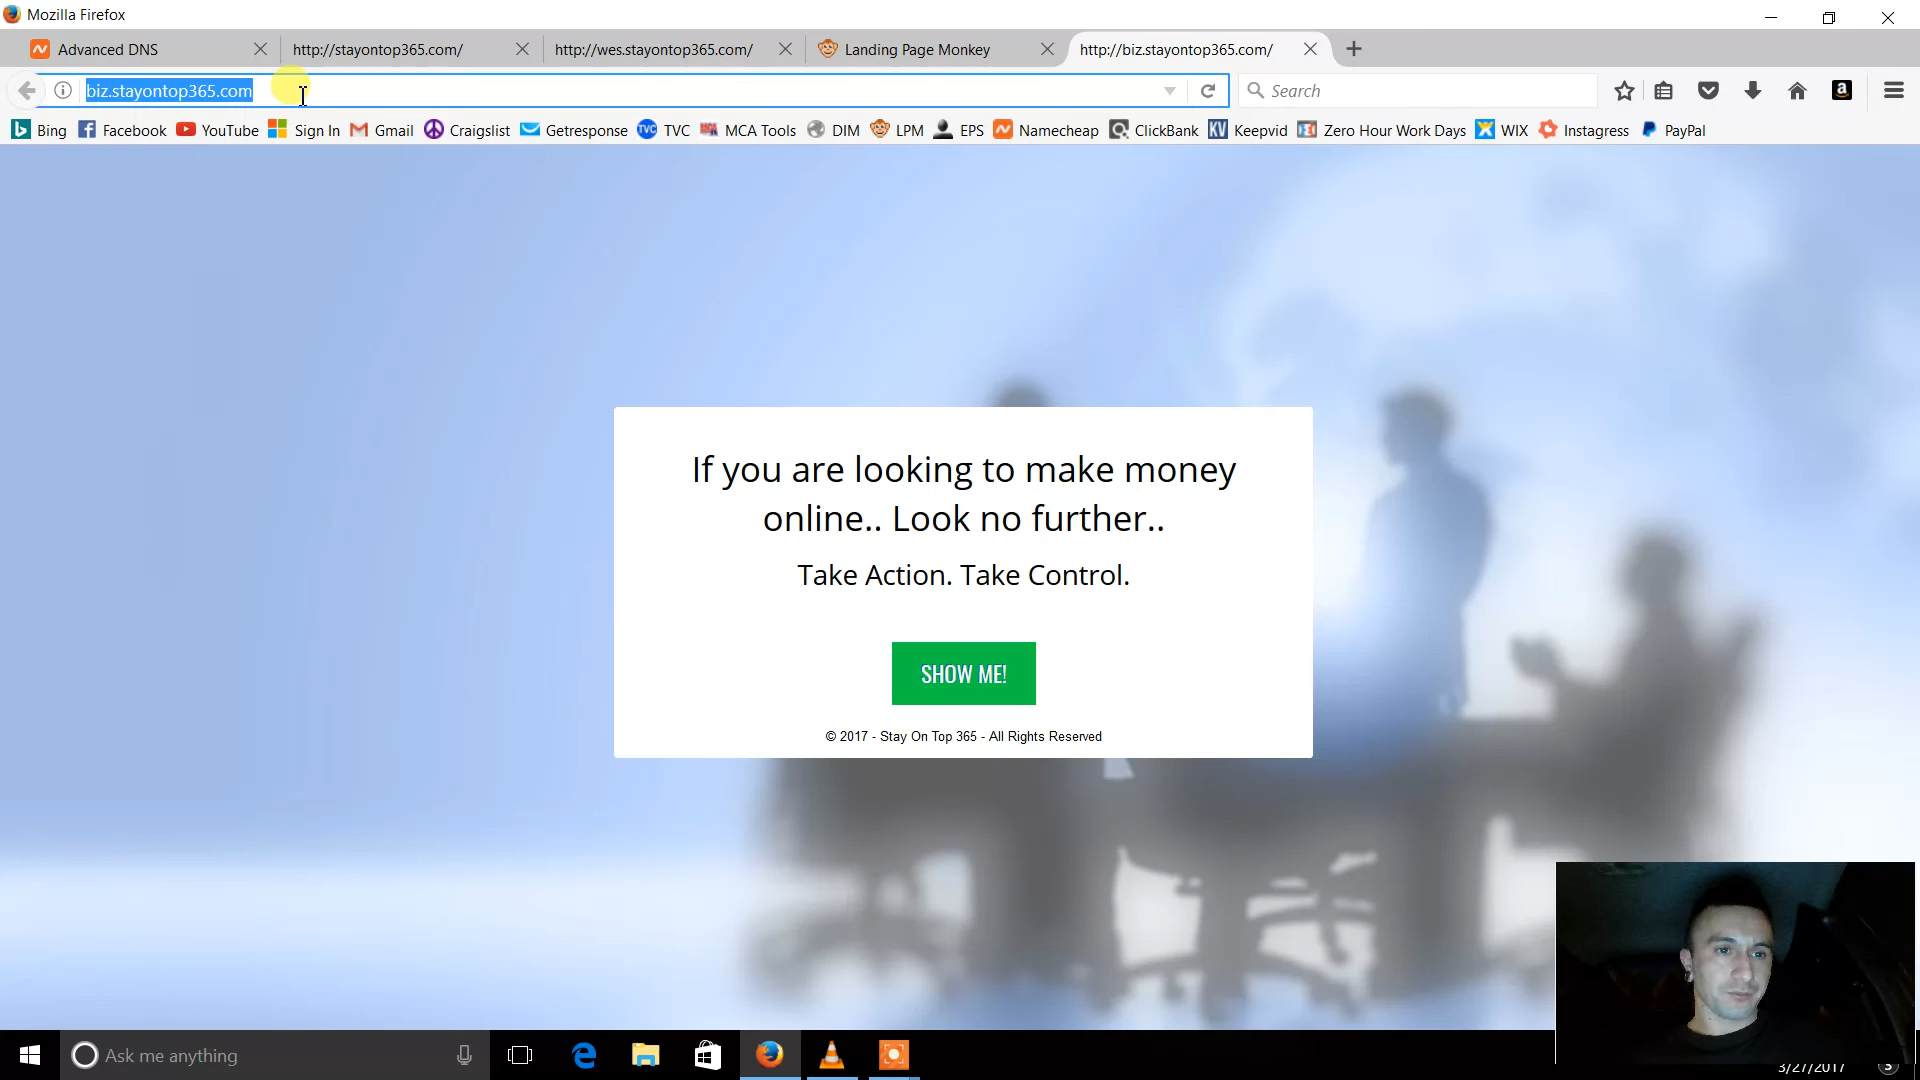 Mozilla Firefox
Advanced DNS
http://stayontop365.com/
http://wes.stayontop365.com/
Landing Page Monkey
http://biz.stayontop365.com/
biz.stayontop365.com
Search
Bing
Facebook
YouTube
Sign In
Gmail
Craigslist
Getresponse
TVC TVC
MCA Tools
DIM
LPM
EPS
Namecheap
ClickBank
KV Keepvid
Zero Hour Work Days
WIX
Instagress
PayPal
If you are looking to make money
online.. Look no further..
Take Action. Take Control.
SHOW ME!
© 2017 - Stay On Top 365 - All Rights Reserved
Ask me anything
3/27/2017